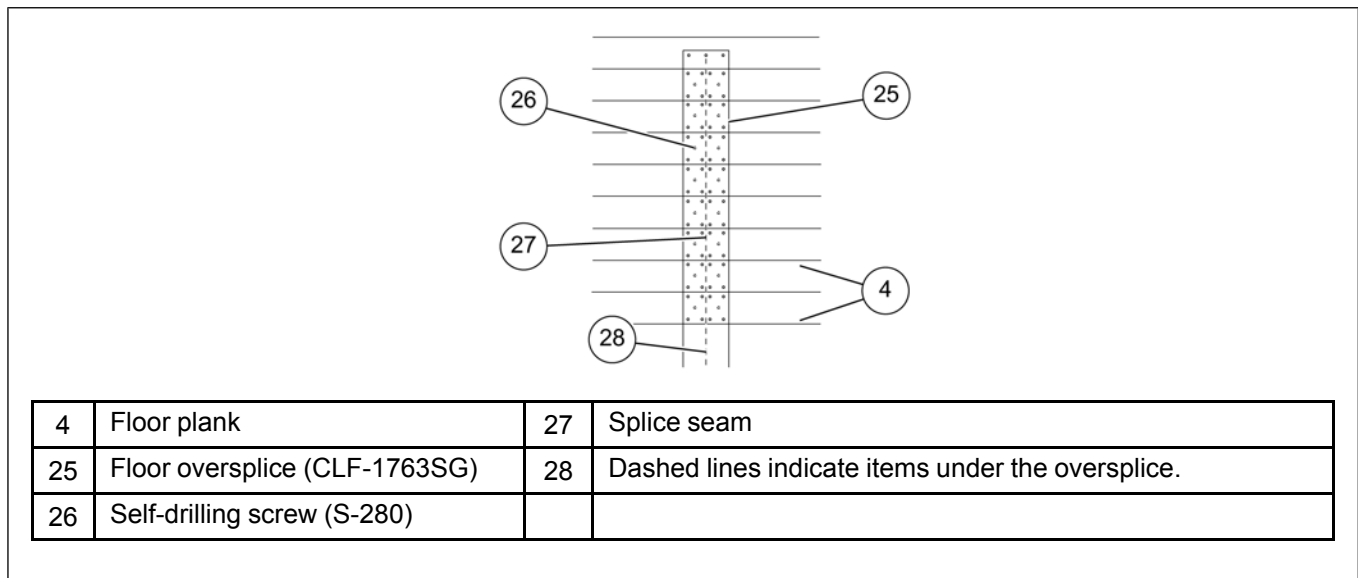 26
25
27
4
28
4 Floor plank 27 Splice seam
25 Floor oversplice (CLF-1763SG) 28 Dashed lines indicate items under the oversplice.
26 Self-drilling screw (S-280)